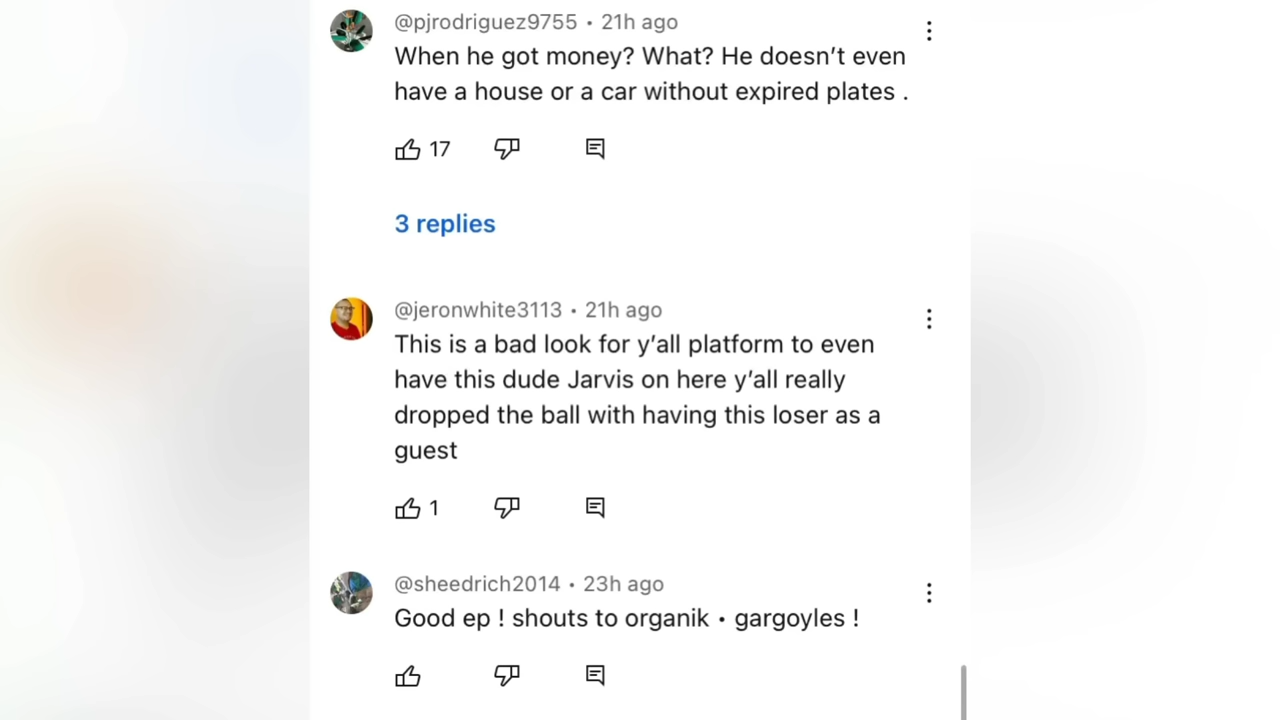 @pjrodriguez9755 • 21h ago
When he got money? What? He doesn’t even
have a house or a car without expired plates .
17
3 replies
@jeronwhite3113 • 21h ago
This is a bad look for y’all platform to even
have this dude Jarvis on here y’all really
dropped the ball with having this loser as a
guest
1
@sheedrich2014 • 23h ago
Good ep ! shouts to organik • gargoyles !